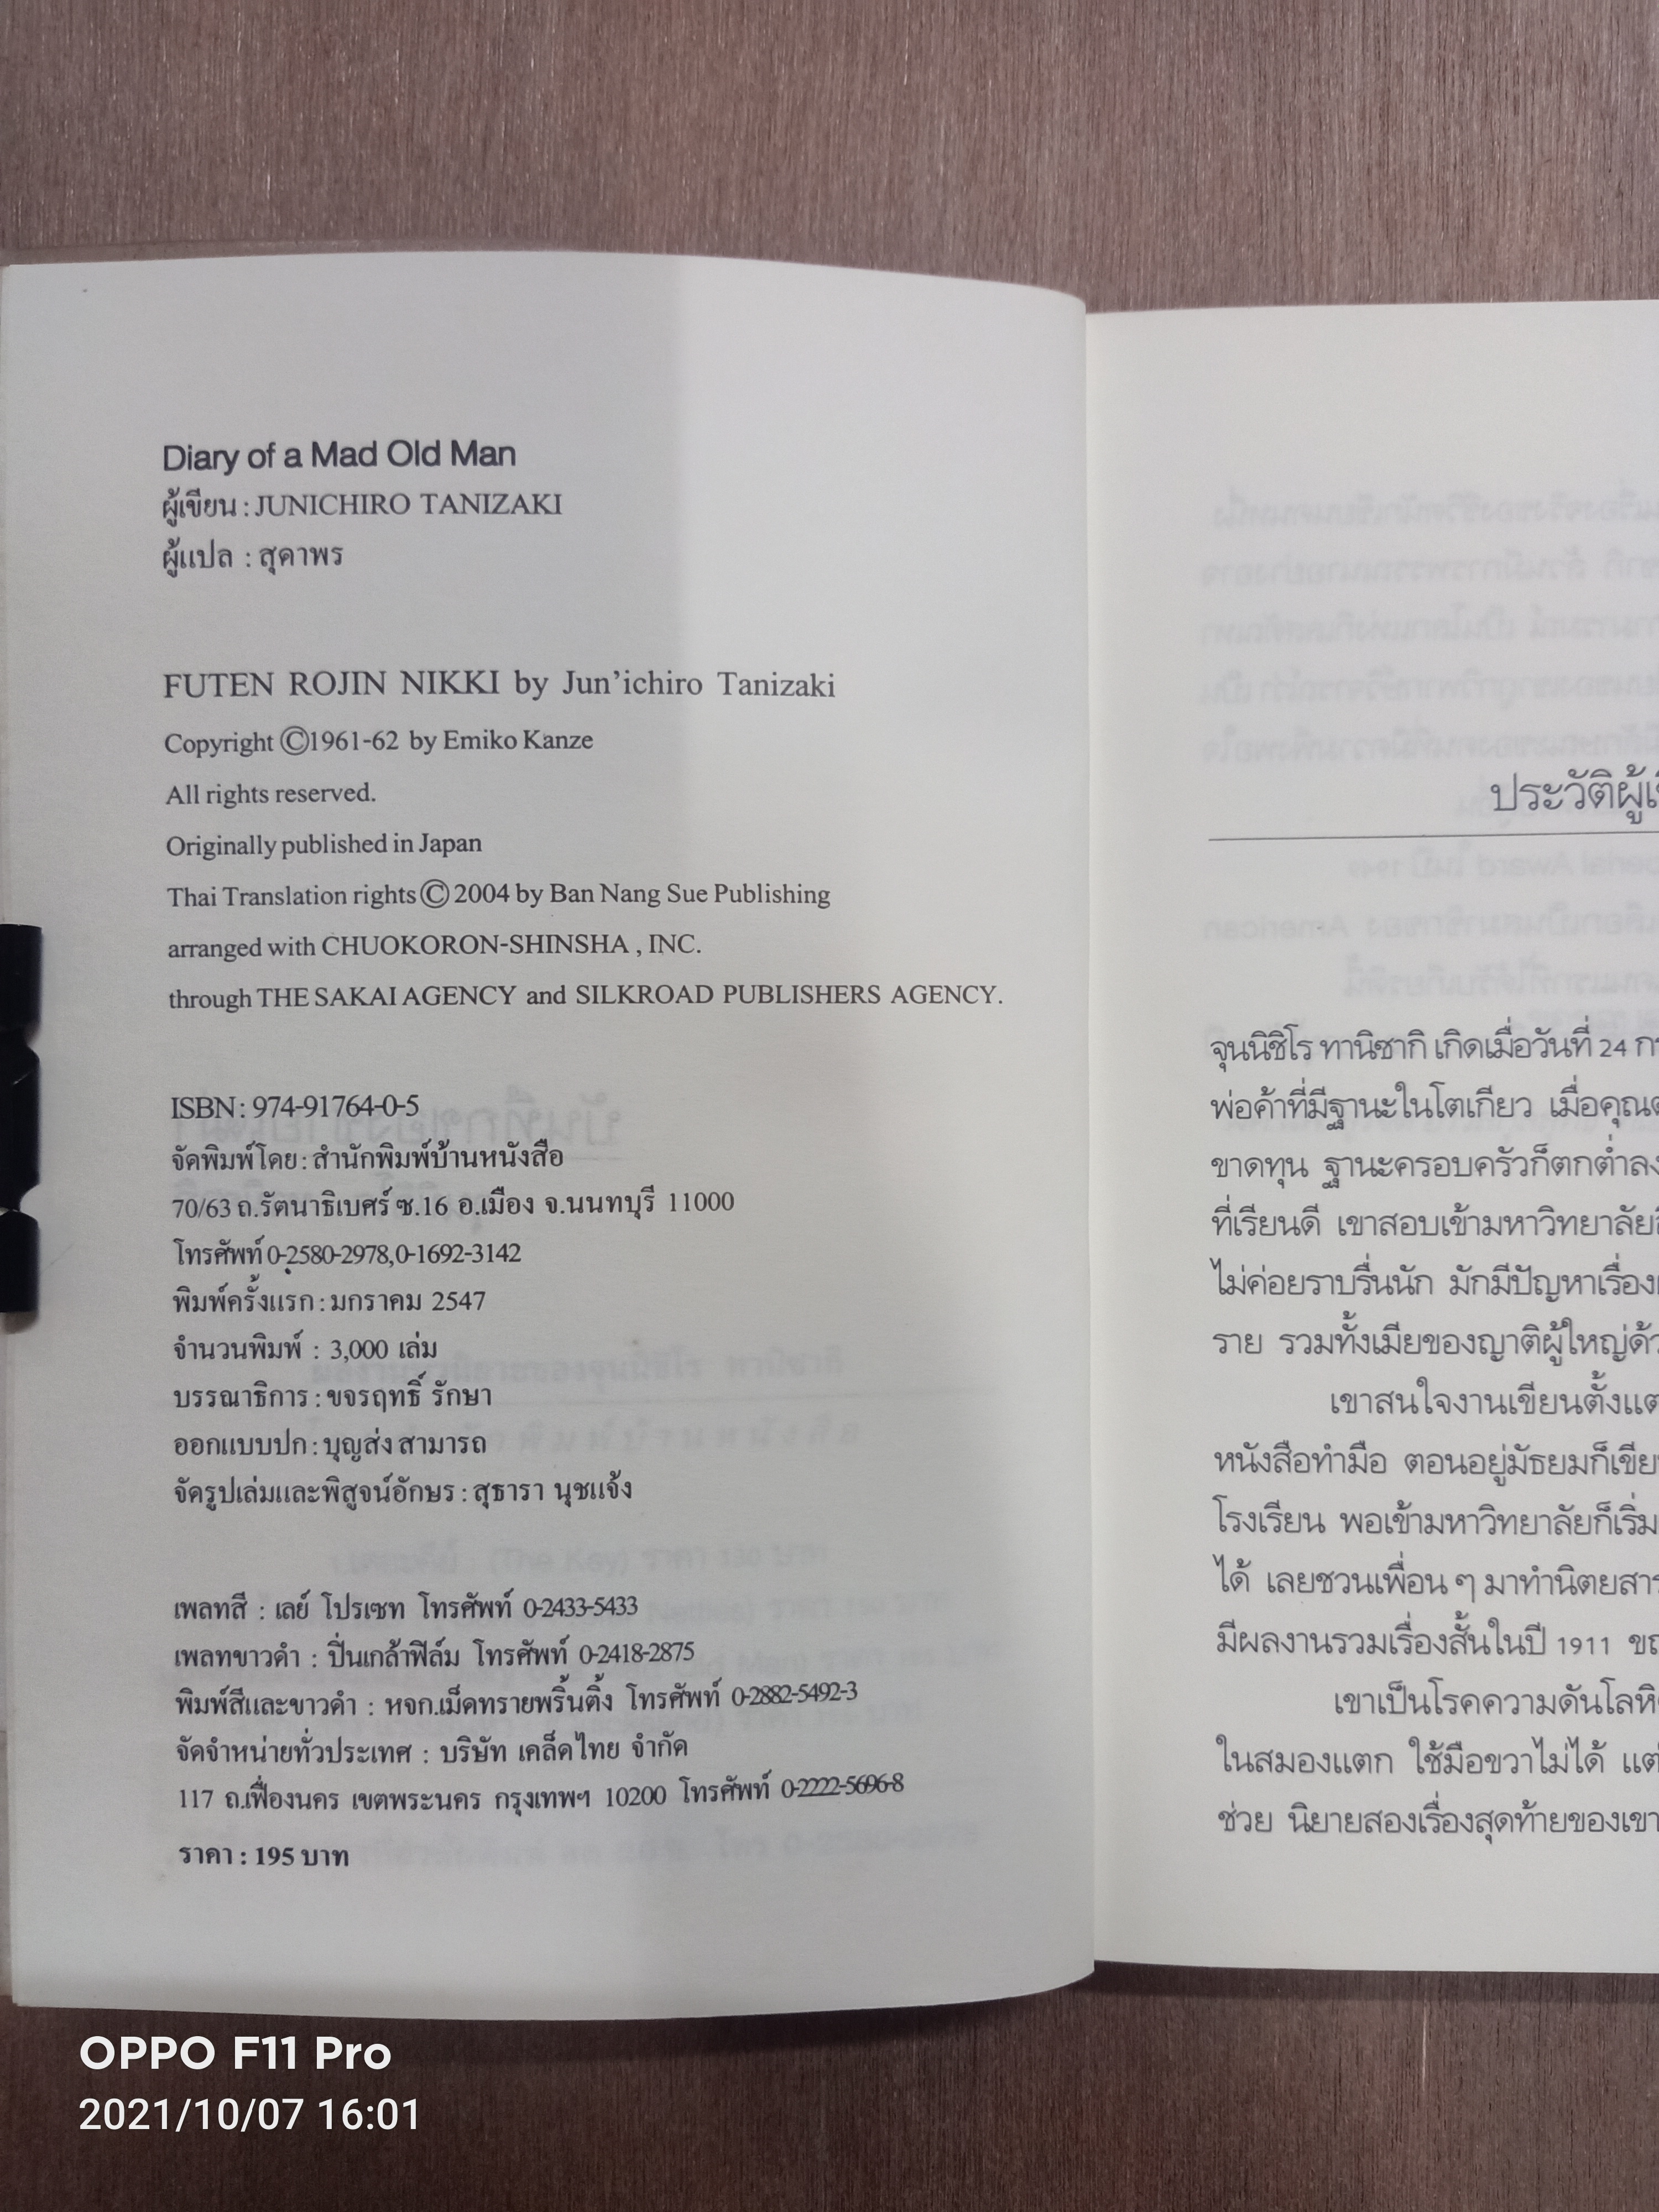 Diary of a Mad Old Man
ผู้เขียน : JUNICHIRO TANIZAKI
ผู้แปล : สุดาพร
FUTEN ROJIN NIKKI by Jun'ichiro Tanizaki
Copyright ©1961-62 by Emiko Kanze
All rights reserved.
Originally published in Japan
Thai Translation rights © 2004 by Ban Nang Sue Publishing
arranged with CHUOKORON-SHINSHA , INC.
through THE SAKAI AGENCY and SILKROAD PUBLISHERS AGENCY.
ISBN : 974-91764-0-5
จัดพิมพ์โดย : สำนักพิมพ์บ้านหนังสือ
70/63 ถ.รัตนาธิเบศร์ ซ.16 อ.เมือง จ.นนทบุรี 11000
โทรศัพท์ 0-2580-2978,0-1692-3142
พิมพ์ครั้งแรก : มกราคม 2547
จำนวนพิมพ์ : 3,000 เล่ม
บรรณาธิการ : ขจรฤทธิ์ รักษา
ออกแบบปก : บุญส่ง สามารถ
จัดรูปเล่มและพิสูจน์อักษร : สุธารา นุชแจ้ง
เพลทสี : เลย์ โปรเซท โทรศัพท์ 0-2433-5433
เพลทขาวดำ : ปิ่นเกล้าฟิล์ม โทรศัพท์ 0-2418-2875
พิมพ์สีและขาวดำ : หจก.เม็ดทรายพริ้นติ้ง โทรศัพท์ 0-2882-5492-3
จัดจำหน่ายทั่วประเทศ : บริษัท เคล็ดไทย จำกัด
117 ถ.เฟื่องนคร เขตพระนคร กรุงเทพฯ 10200 โทรศัพท์ 0-2222-5696-8
ราคา : 195 บาท
ประวัติผู้เ
จุนนิชิโร ทานิซากิ เกิดเมื่อวันที่ 24 ก
พ่อค้าที่มีฐานะในโตเกียว เมื่อคุณ
ขาดทุน ฐานะครอบครัวก็ตกต่ำลง
ที่เรียนดี เขาสอบเข้ามหาวิทยาลัย
ไม่ค่อยราบรื่นนัก มักมีปัญหาเรื่อง
ราย รวมทั้งเมียของญาติผู้ใหญ่ด้ว
เขาสนใจงานเขียนตั้งแต
หนังสือทำมือ ตอนอยู่มัธยมก็เขีย
โรงเรียน พอเข้ามหาวิทยาลัยก็เริ่ม
ได้ เลยชวนเพื่อน ๆ มาทำนิตยสาร
มีผลงานรวมเรื่องสั้นในปี 1911 ขณ
เขาเป็นโรคความดันโลหิ
ในสมองแตก ใช้มือขวาไม่ได้ แต
ช่วย นิยายสองเรื่องสุดท้ายของเขา
OPPO F11 Pro
2021/10/07 16:01